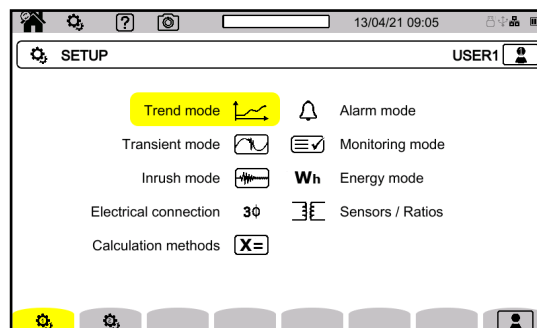 ? 13/04/21 09:05
SETUP USER1
Trend mode Alarm mode
Transient mode Monitoring mode
Inrush mode Wh Energy mode
Electrical connection 3ϕ Sensors / Ratios
Calculation methods X=